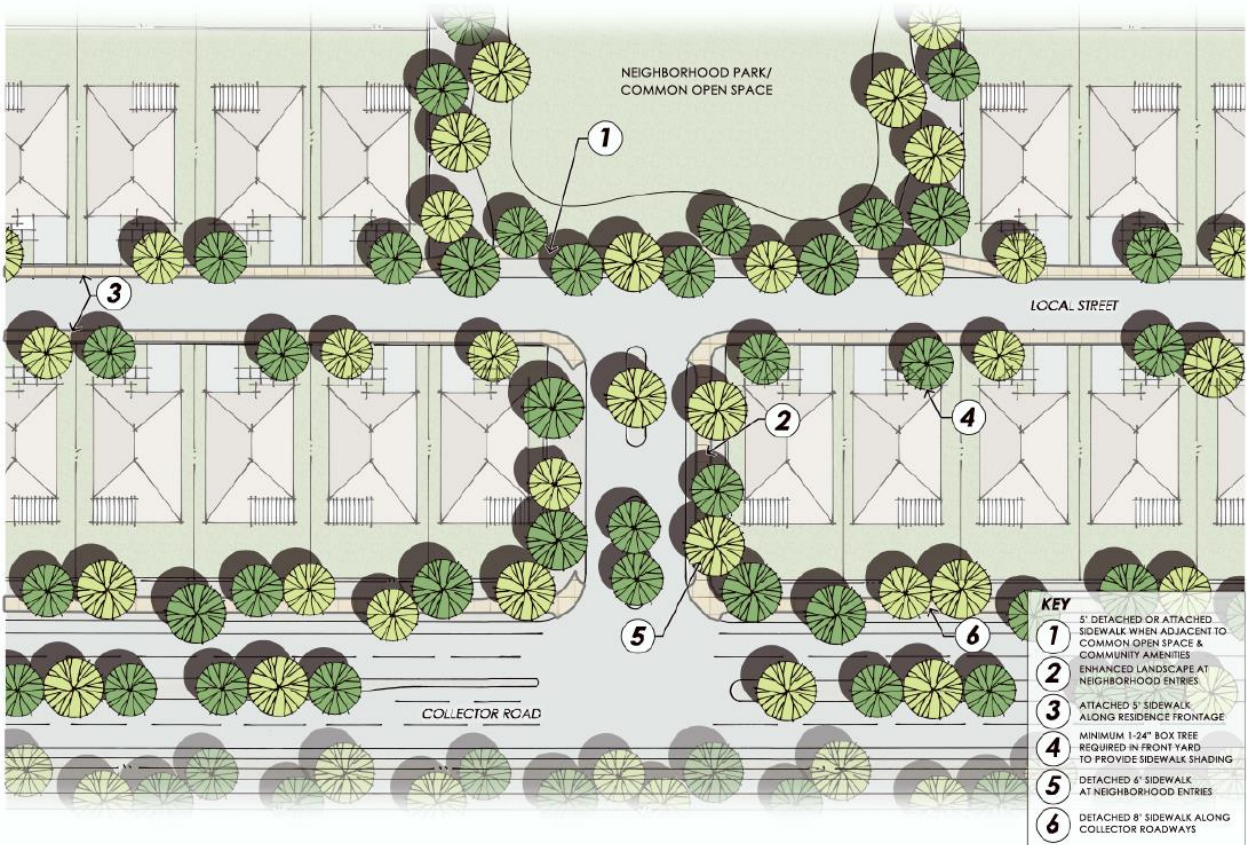 NEIGHBORHOOD PARK/
COMMON OPEN SPACE
1
3
LOCAL STREET
2
4
5
6
COLLECTOR ROAD
KEY
1 5' DETACHED OR ATTACHED
SIDEWALK WHEN ADJACENT TO
COMMON OPEN SPACE &
COMMUNITY AMENITIES
2 ENHANCED LANDSCAPE AT
NEIGHBORHOOD ENTRIES
3 ATTACHED 5' SIDEWALK
ALONG RESIDENCE FRONTAGE
4 MINIMUM 1-24" BOX TREE
REQUIRED IN FRONT YARD
TO PROVIDE SIDEWALK SHADING
5 DETACHED 6' SIDEWALK
AT NEIGHBORHOOD ENTRIES
6 DETACHED 8' SIDEWALK ALONG
COLLECTOR ROADWAYS